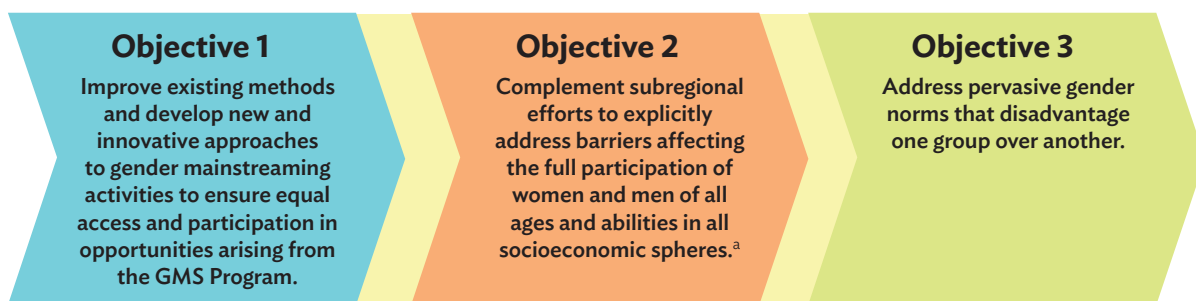 Objective 1
Improve existing methods
and develop new and
innovative approaches
to gender mainstreaming
activities to ensure equal
access and participation in
opportunities arising from
the GMS Program.
Objective 2
Complement subregional
efforts to explicitly
address barriers affecting
the full participation of
women and men of all
ages and abilities in all
socioeconomic spheres.ᵃ
Objective 3
Address pervasive gender
norms that disadvantage
one group over another.